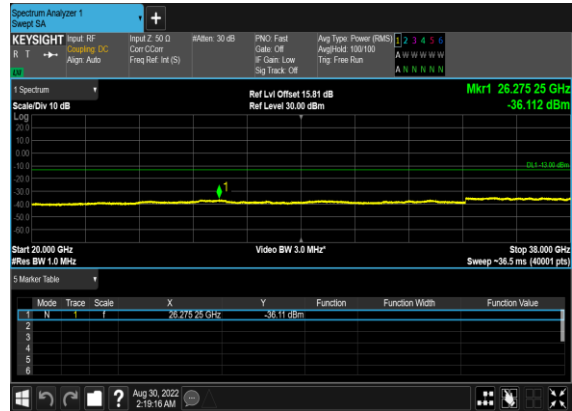 Spectrum Analyzer 1
Swept SA
+
KEYSIGHT Input: RF Input Z: 50 Ω #Atten: 30 dB PNO: Fast Avg Type: Power (RMS) 1 2 3 4 5 6
R T Coupling: DC Corr CCorr Gate: Off Avg|Hold: 100/100 A W W W W W
Align: Auto Freq Ref: Int (S) IF Gain: Low Trig: Free Run
Sig Track: Off A N N N N N
1 Spectrum Ref Lvl Offset 15.81 dB Mkr1 26.275 25 GHz
Scale/Div 10 dB Ref Level 30.00 dBm -36.112 dBm
Log
20.0
10.0
0.00
-10.0 DL1 -13.00 dBm
-20.0
-30.0 1
-40.0
-50.0
-60.0
Start 20.000 GHz Video BW 3.0 MHz* Stop 38.000 GHz
#Res BW 1.0 MHz Sweep ~36.5 ms (40001 pts)
5 Marker Table
Mode Trace Scale X Y Function Function Width Function Value
1 N 1 f 26.275 25 GHz -36.11 dBm
2
3
4
5
6
? Aug 30, 2022
2:19:16 AM